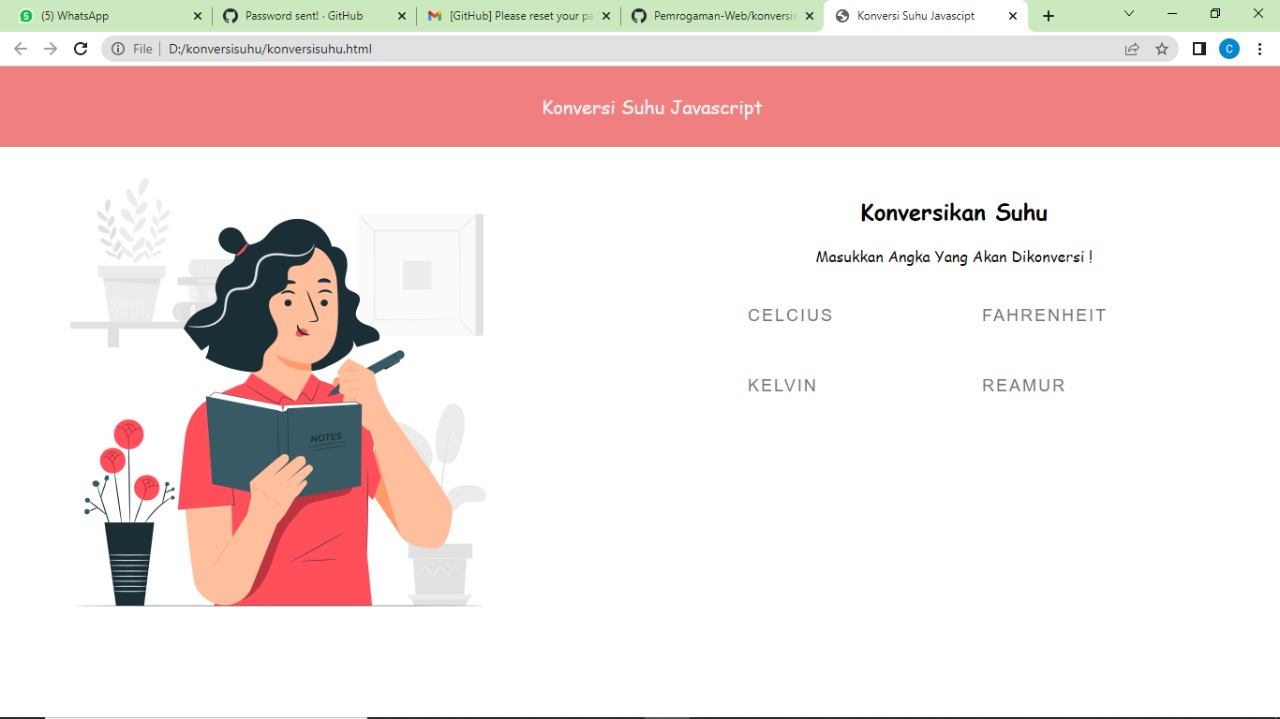 (5) WhatsApp
Password sent! · GitHub
[GitHub] Please reset your pa
Pemrogaman-Web/konversis
Konversi Suhu Javascipt
File
D:/konversisuhu/konversisuhu.html
C
Konversi Suhu Javascript
Konversikan Suhu
Masukkan Angka Yang Akan Dikonversi !
CELCIUS
FAHRENHEIT
KELVIN
REAMUR
NOTES